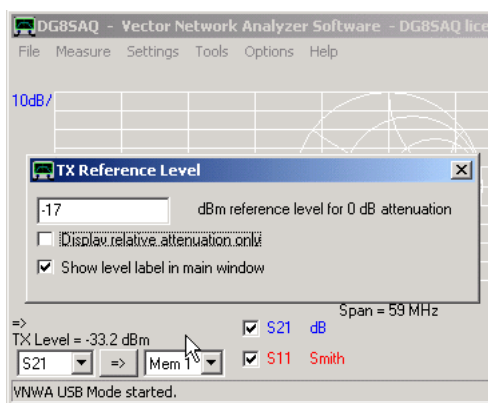 DG8SAQ - Vector Network Analyzer Software - DG8SAQ lice
File Measure Settings Tools Options Help
10dB/
TX Reference Level
-17 dBm reference level for 0 dB attenuation
Display relative attenuation only
Show level label in main window
Span = 59 MHz
=>
TX Level = -33.2 dBm
S21 dB
S21 => Mem 1
S11 Smith
VNWA USB Mode started.